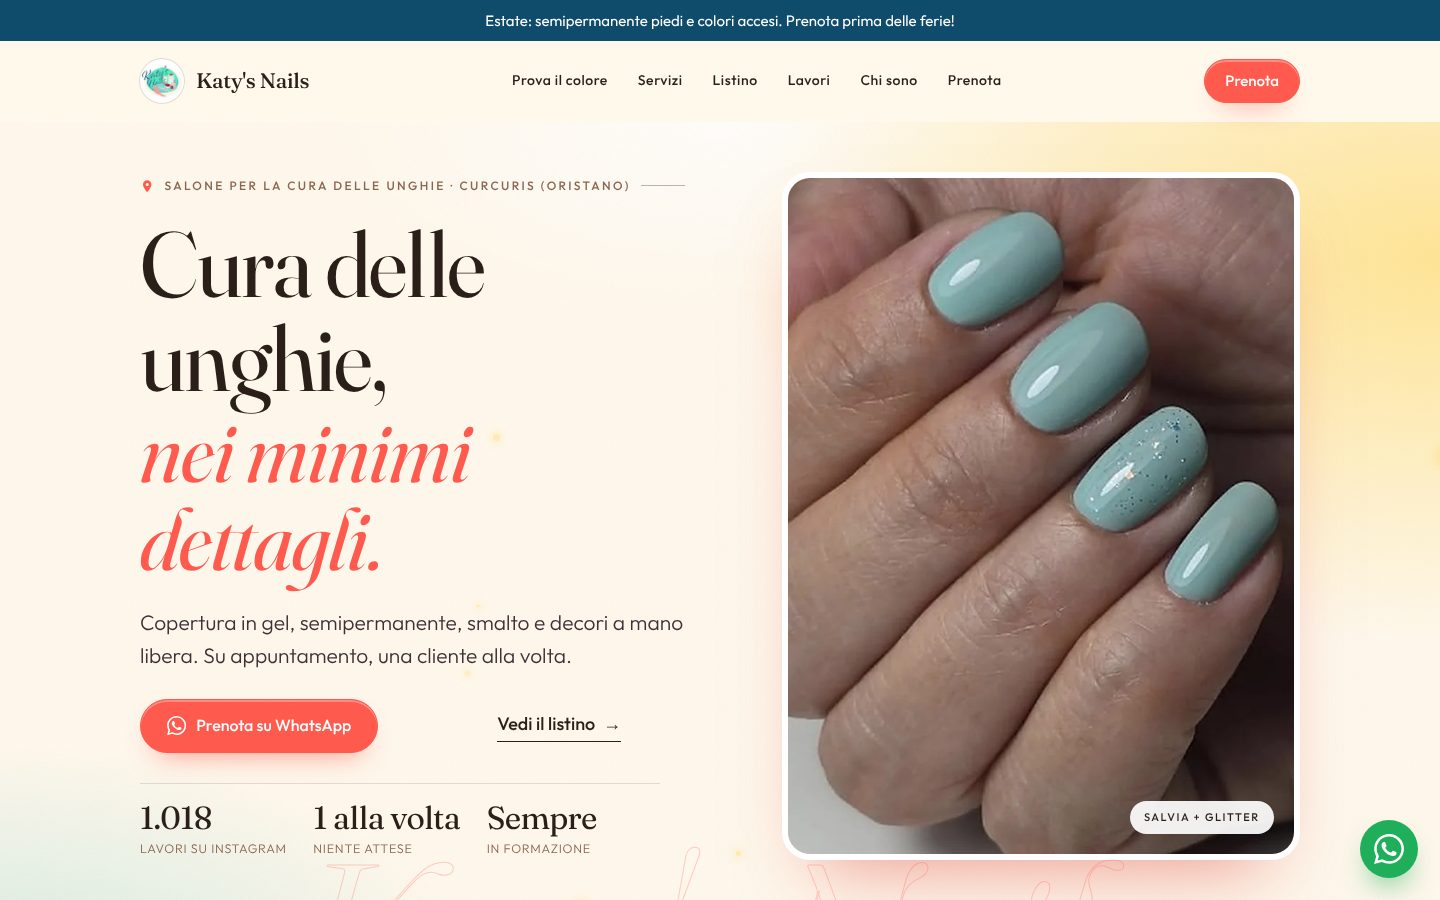 Estate: semipermanente piedi e colori accesi. Prenota prima delle ferie!
Katy's Nails
Prova il colore
Servizi
Listino
Lavori
Chi sono
Prenota
Prenota
SALONE PER LA CURA DELLE UNGHIE · CURCURIS (ORISTANO)
Cura delle
unghie,
nei minimi
dettagli.
Copertura in gel, semipermanente, smalto e decori a mano
libera. Su appuntamento, una cliente alla volta.
Prenota su WhatsApp
Vedi il listino →
1.018
LAVORI SU INSTAGRAM
1 alla volta
NIENTE ATTESE
Sempre
IN FORMAZIONE
SALVIA + GLITTER